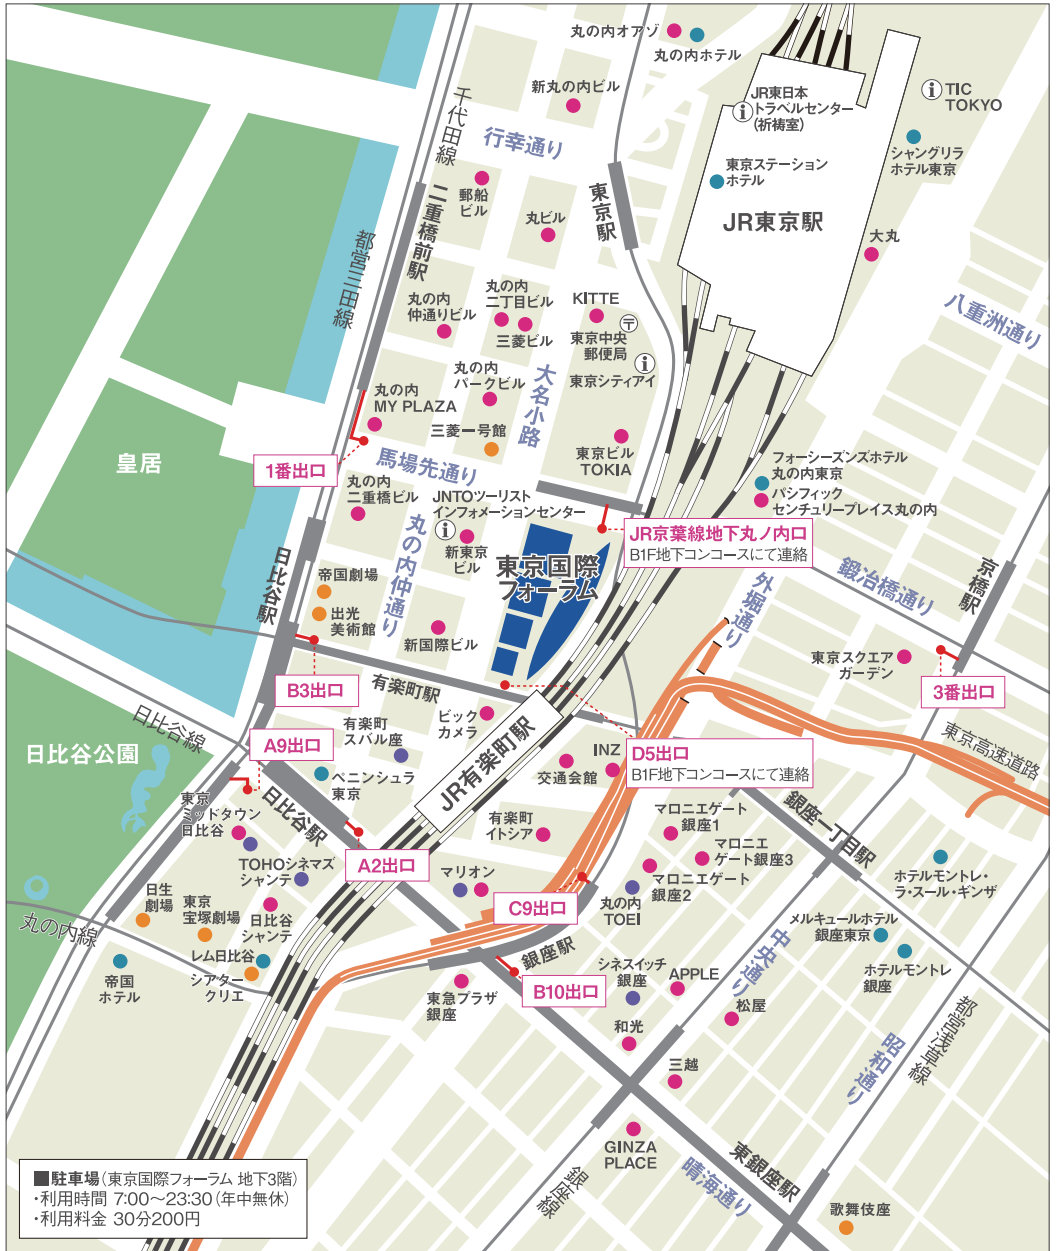 丸の内オアゾ
丸の内ホテル
新丸の内ビル
JR東日本
トラベルセンター
(祈祷室)
TIC
TOKYO
千代田線
行幸通り
シャングリラ
ホテル東京
東京ステーション
ホテル
郵船
ビル
二重橋前駅
東京駅
丸ビル
JR東京駅
大丸
都営三田線
丸の内
仲通りビル
丸の内
二丁目ビル
三菱ビル
KITTE
東京中央
郵便局
東京シティアイ
八重洲通り
丸の内
パークビル
大名小路
丸の内
MY PLAZA
三菱一号館
東京ビル
TOKIA
皇居
1番出口
馬場先通り
フォーシーズンズホテル
丸の内東京
パシフィック
センチュリープレイス丸の内
丸の内
二重橋ビル
JNTOツーリスト
インフォメーションセンター
丸の内仲通り
新東京
ビル
JR京葉線地下丸ノ内口
B1F地下コンコースにて連絡
東京国際
フォーラム
日比谷駅
帝国劇場
出光
美術館
新国際ビル
外堀通り
鍛冶橋通り
京橋駅
東京スクエア
ガーデン
3番出口
B3出口
有楽町駅
日比谷線
日比谷公園
A9出口
有楽町
スバル座
ビック
カメラ
JR有楽町駅
INZ
交通会館
D5出口
B1F地下コンコースにて連絡
東京高速道路
ペニンシュラ
東京
東京
ミッドタウン
日比谷
日比谷駅
有楽町
イトシア
マロニエゲート
銀座1
マロニエ
ゲート銀座3
マロニエゲート
銀座2
銀座一丁目駅
ホテルモントレ・
ラ・スール・ギンザ
TOHOシネマズ
シャンテ
A2出口
マリオン
C9出口
丸の内
TOEI
日生
劇場
東京
宝塚劇場
日比谷
シャンテ
丸の内線
レム日比谷
シアター
クリエ
帝国
ホテル
銀座駅
メルキュールホテル
銀座東京
ホテルモントレ
銀座
中央通り
B10出口
東急プラザ
銀座
シネスイッチ
銀座
APPLE
松屋
和光
三越
都営浅草線
昭和通り
GINZA
PLACE
銀座線
晴海通り
東銀座駅
歌舞伎座
■駐車場(東京国際フォーラム 地下3階)
・利用時間 7:00〜23:30(年中無休)
・利用料金 30分200円